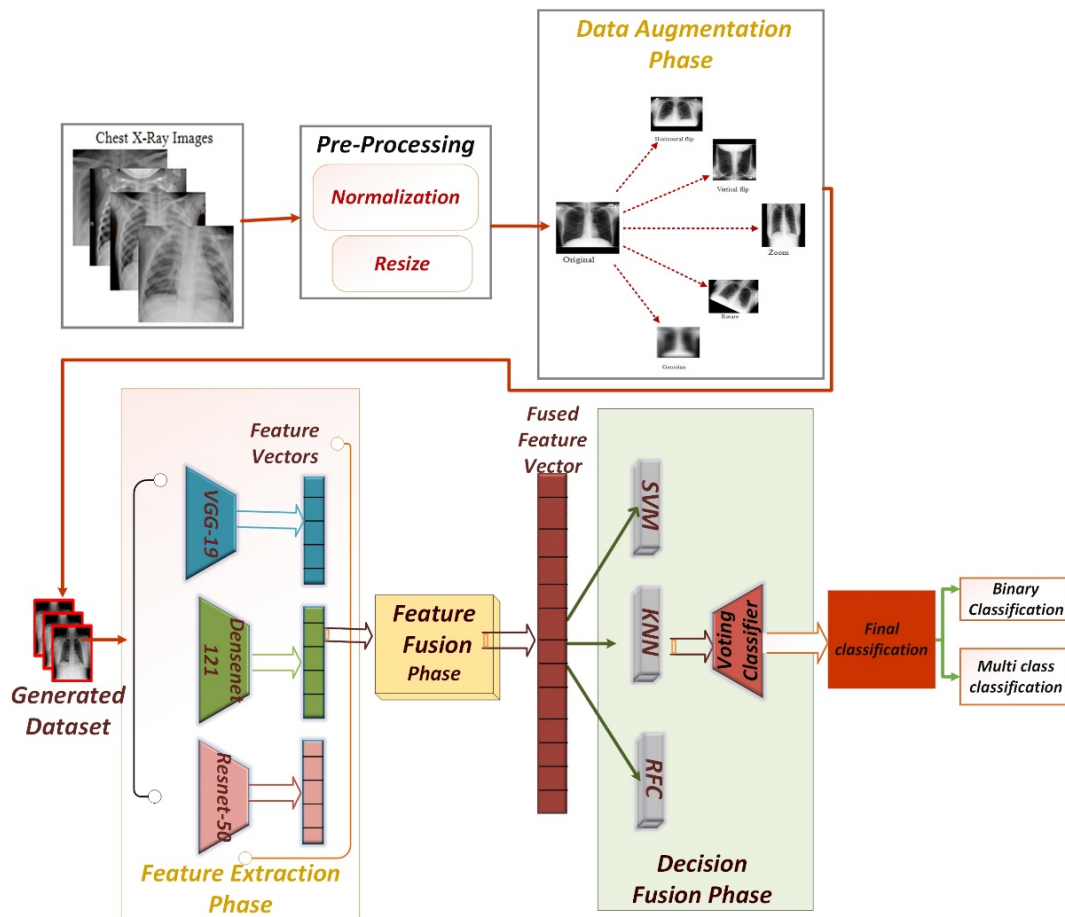 Data Augmentation
Phase
Chest X-Ray Images
Pre-Processing
Normalization
Resize
Horizontal flip
Vertical flip
Original
Zoom
Rotate
Gaussian
Feature
Vectors
VGG-19
Densenet
121
Resnet-50
Generated
Dataset
Feature Extraction
Phase
Feature
Fusion
Phase
Fused
Feature
Vector
SVM
KNN
RFC
Voting
Classifier
Decision
Fusion Phase
Final
classification
Binary
Classification
Multi class
classification